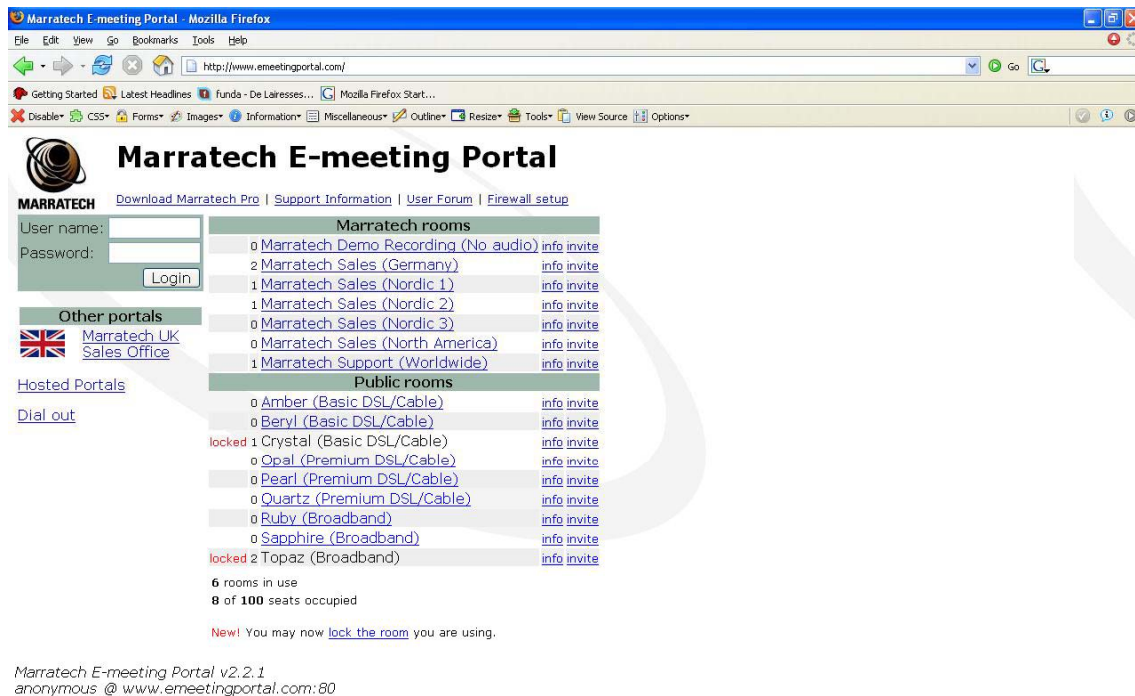 Marratech E-meeting Portal - Mozilla Firefox
File Edit View Go Bookmarks Tools Help
http://www.emeetingportal.com/ Go G
Getting Started Latest Headlines funda - De Lairesses... G Mozilla Firefox Start...
Disable CSS Forms Images Information Miscellaneous Outline Resize Tools View Source Options
Marratech E-meeting Portal
MARRATECH
Download Marratech Pro | Support Information | User Forum | Firewall setup
User name:
Password:
Login
Other portals
Marratech UK
Sales Office
Hosted Portals
Dial out
Marratech rooms
0 Marratech Demo Recording (No audio) info invite
2 Marratech Sales (Germany) info invite
1 Marratech Sales (Nordic 1) info invite
1 Marratech Sales (Nordic 2) info invite
0 Marratech Sales (Nordic 3) info invite
0 Marratech Sales (North America) info invite
1 Marratech Support (Worldwide) info invite
Public rooms
0 Amber (Basic DSL/Cable) info invite
0 Beryl (Basic DSL/Cable) info invite
locked 1 Crystal (Basic DSL/Cable) info invite
0 Opal (Premium DSL/Cable) info invite
0 Pearl (Premium DSL/Cable) info invite
0 Quartz (Premium DSL/Cable) info invite
0 Ruby (Broadband) info invite
0 Sapphire (Broadband) info invite
locked 2 Topaz (Broadband) info invite
6 rooms in use
8 of 100 seats occupied
New! You may now lock the room you are using.
Marratech E-meeting Portal v2.2.1
anonymous @ www.emeetingportal.com:80